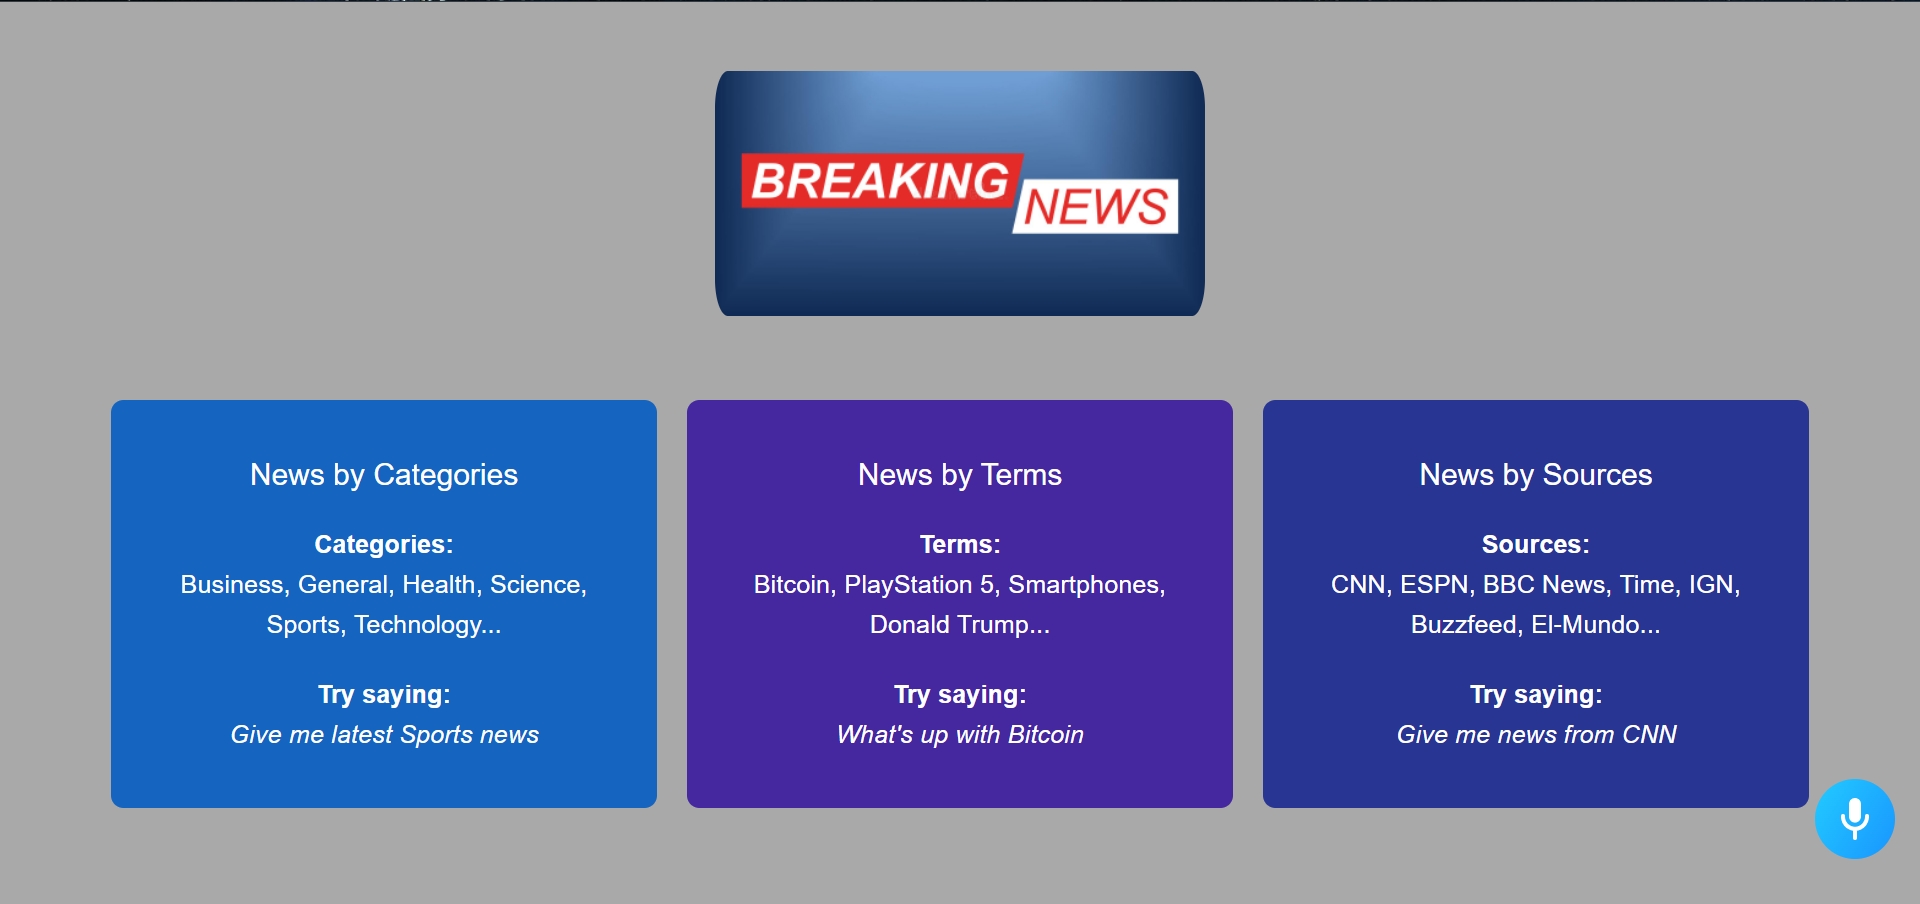 BREAKING
NEWS
News by Categories
Categories:
Business, General, Health, Science,
Sports, Technology...
Try saying:
Give me latest Sports news
News by Terms
Terms:
Bitcoin, PlayStation 5, Smartphones,
Donald Trump...
Try saying:
What's up with Bitcoin
News by Sources
Sources:
CNN, ESPN, BBC News, Time, IGN,
Buzzfeed, El-Mundo...
Try saying:
Give me news from CNN